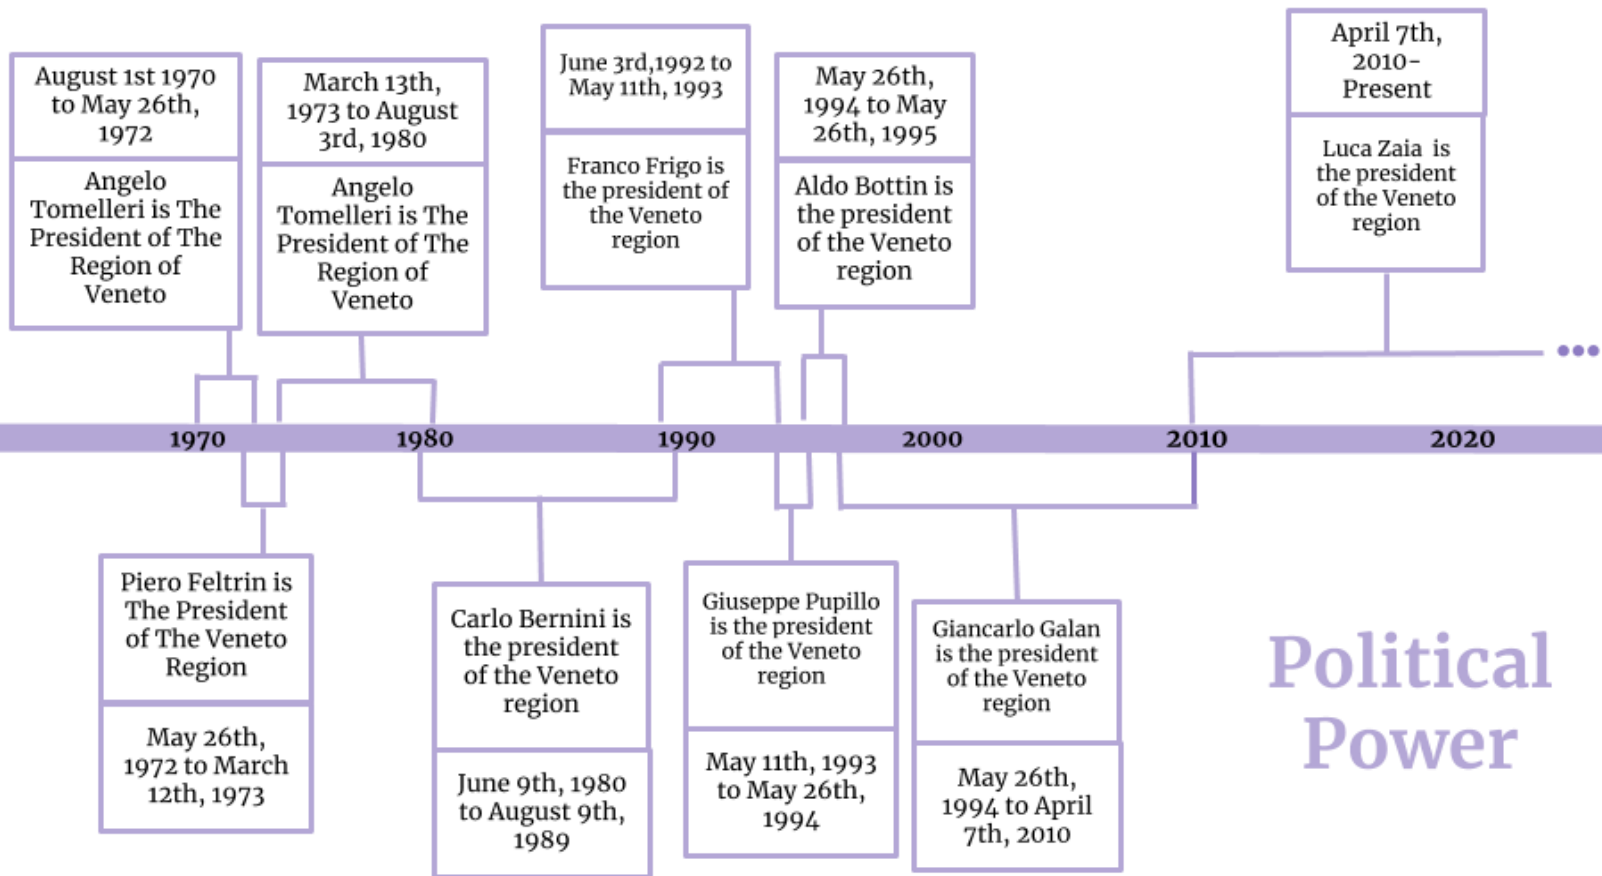 August 1st 1970
to May 26th,
1972
Angelo
Tomelleri is The
President of The
Region of
Veneto
March 13th,
1973 to August
3rd, 1980
Angelo
Tomelleri is The
President of The
Region of
Veneto
June 3rd,1992 to
May 11th, 1993
Franco Frigo is
the president of
the Veneto
region
May 26th,
1994 to May
26th, 1995
Aldo Bottin is
the president
of the Veneto
region
April 7th,
2010-
Present
Luca Zaia is
the president
of the Veneto
region
1970
1980
1990
2000
2010
2020
Piero Feltrin is
The President
of The Veneto
Region
May 26th,
1972 to March
12th, 1973
Carlo Bernini is
the president
of the Veneto
region
June 9th, 1980
to August 9th,
1989
Giuseppe Pupillo
is the president
of the Veneto
region
May 11th, 1993
to May 26th,
1994
Giancarlo Galan
is the president
of the Veneto
region
May 26th,
1994 to April
7th, 2010
Political
Power